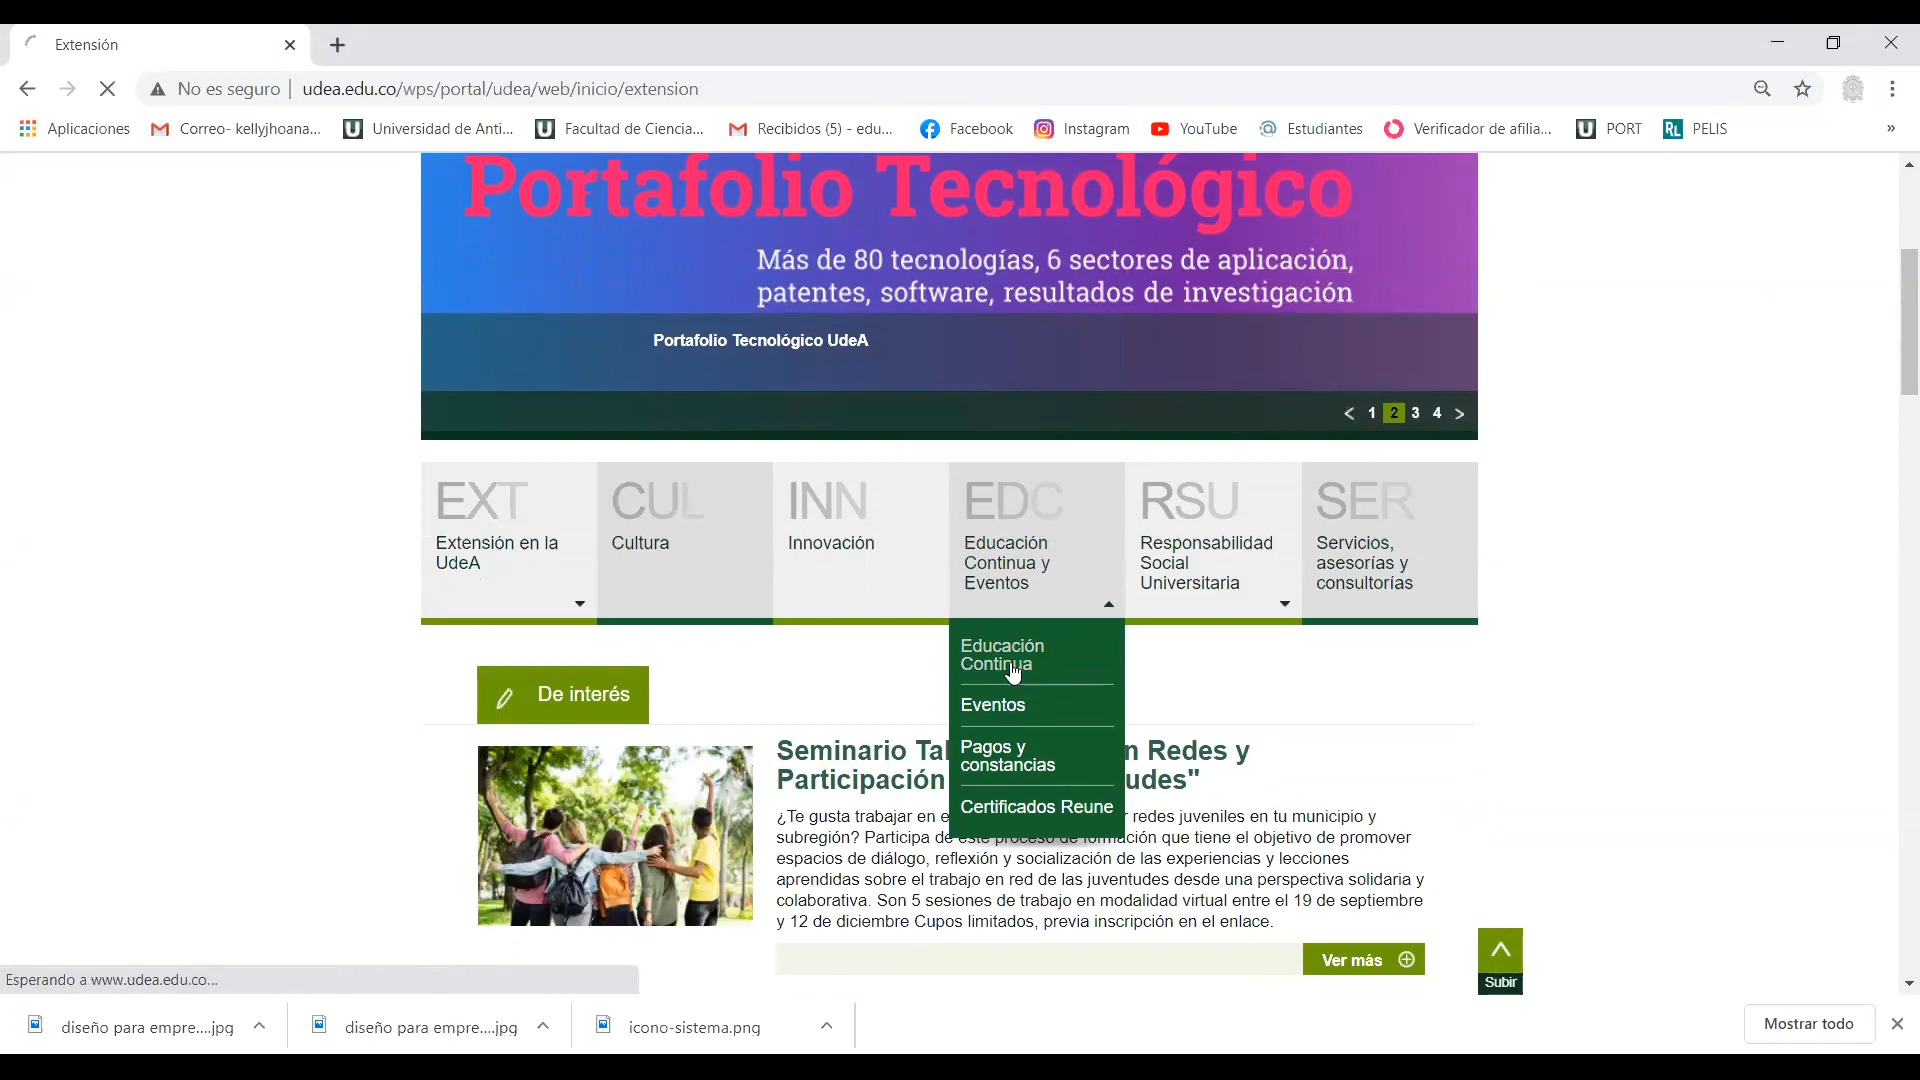 Extensión
No es seguro
udea.edu.co/wps/portal/udea/web/inicio/extension
Aplicaciones
Correo- kellyjhoana...
Universidad de Anti...
Facultad de Ciencia...
Recibidos (5) - edu...
Facebook
Instagram
YouTube
Estudiantes
Verificador de afilia...
PORT
RL PELIS
»
Portafolio Tecnológico
Más de 80 tecnologías, 6 sectores de aplicación,
patentes, software, resultados de investigación
Portafolio Tecnológico UdeA
< 1 2 3 4 >
EXT
Extensión en la
UdeA
CUL
Cultura
INN
Innovación
EDC
Educación
Continua y
Eventos
RSU
Responsabilidad
Social
Universitaria
SER
Servicios,
asesorías y
consultorías
Educación
Continua
Eventos
Pagos y
constancias
Certificados Reune
De interés
Seminario n Redes y
Participación udes"
¿Te gusta trabajar en redes juveniles en tu municipio y
subregión? Participa de este proceso de formación que tiene el objetivo de promover
espacios de diálogo, reflexión y socialización de las experiencias y lecciones
aprendidas sobre el trabajo en red de las juventudes desde una perspectiva solidaria y
colaborativa. Son 5 sesiones de trabajo en modalidad virtual entre el 19 de septiembre
y 12 de diciembre Cupos limitados, previa inscripción en el enlace.
Ver más
Subir
Esperando a www.udea.edu.co...
diseño para empre....jpg
diseño para empre....jpg
icono-sistema.png
Mostrar todo